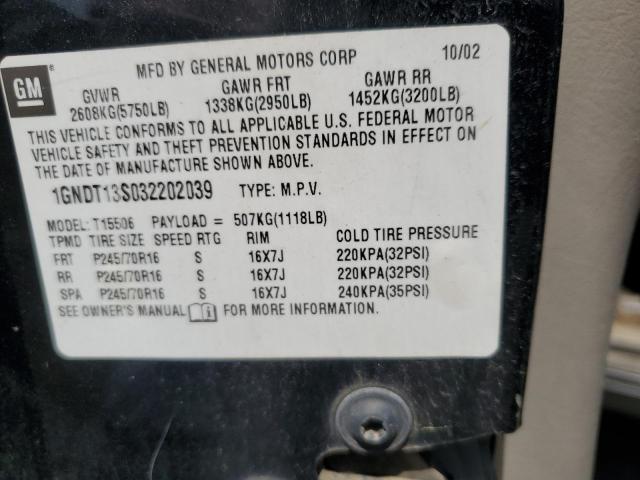 GM ® MFD BY GENERAL MOTORS CORP 10/02
GVWR GAWR FRT GAWR RR
2608KG(5750LB) 1338KG(2950LB) 1452KG(3200LB)
THIS VEHICLE CONFORMS TO ALL APPLICABLE U.S. FEDERAL MOTOR
VEHICLE SAFETY AND THEFT PREVENTION STANDARDS IN EFFECT ON
THE DATE OF MANUFACTURE SHOWN ABOVE.
1GNDT13S032202039 TYPE: M.P.V.
MODEL: T15506 PAYLOAD = 507KG(1118LB)
TPMD TIRE SIZE SPEED RTG RIM COLD TIRE PRESSURE
FRT P245/70R16 S 16X7J 220KPA(32PSI)
RR P245/70R16 S 16X7J 220KPA(32PSI)
SPA P245/70R16 S 16X7J 240KPA(35PSI)
SEE OWNER'S MANUAL FOR MORE INFORMATION.